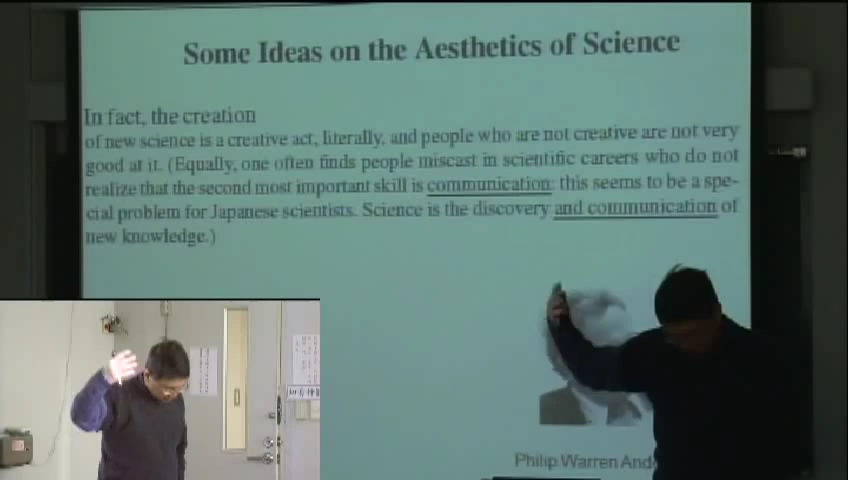 Some Ideas on the Aesthetics of Science
In fact, the creation
of new science is a creative act, literally, and people who are not creative are not very
good at it. (Equally, one often finds people miscast in scientific careers who do not
realize that the second most important skill is communication: this seems to be a spe-
cial problem for Japanese scientists. Science is the discovery and communication of
new knowledge.)
Philip Warren And